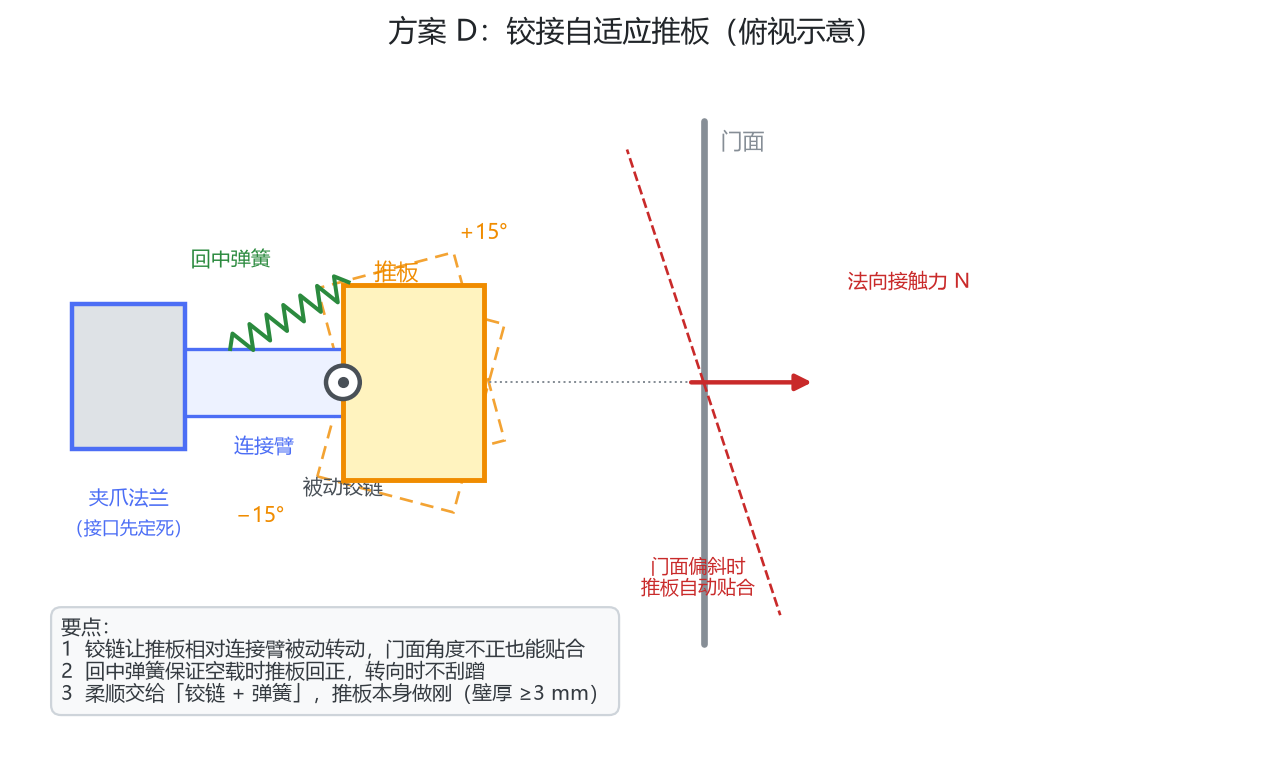 方案 D：铰接自适应推板（俯视示意）
门面
+15°
回中弹簧
推板
法向接触力 N
连接臂
被动铰链
夹爪法兰
（接口先定死）
−15°
门面偏斜时
推板自动贴合
要点：
1 铰链让推板相对连接臂被动转动，门面角度不正也能贴合
2 回中弹簧保证空载时推板回正，转向时不刮蹭
3 柔顺交给「铰链 + 弹簧」，推板本身做刚（壁厚 ≥3 mm）